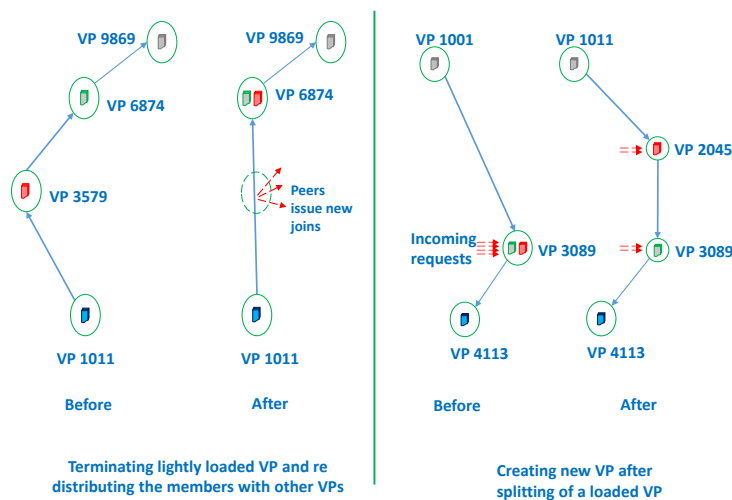 VP 9869
VP 6874
VP 3579
VP 1011
Before
VP 9869
VP 6874
Peers
issue new
joins
VP 1011
After
Terminating lightly loaded VP and re
distributing the members with other VPs
VP 1001
Incoming
requests
VP 3089
VP 4113
Before
VP 1011
VP 2045
VP 3089
VP 4113
After
Creating new VP after
splitting of a loaded VP